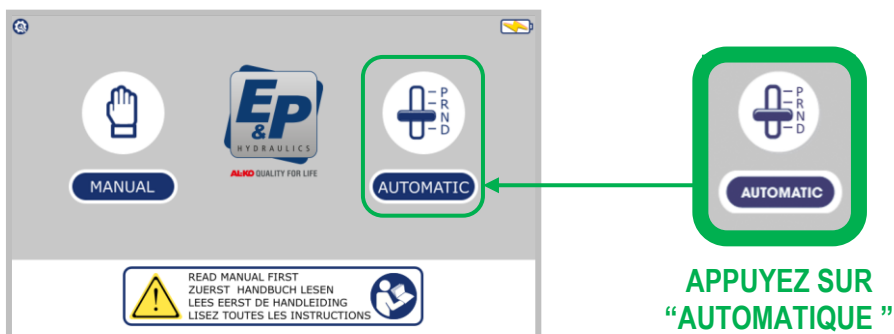 E&P
HYDRAULICS
AL-KO QUALITY FOR LIFE
MANUAL
P
R
N
D
AUTOMATIC
READ MANUAL FIRST
ZUERST HANDBUCH LESEN
LEES EERST DE HANDLEIDING
LISEZ TOUTES LES INSTRUCTIONS
P
R
N
D
AUTOMATIC
APPUYEZ SUR
“AUTOMATIQUE ”